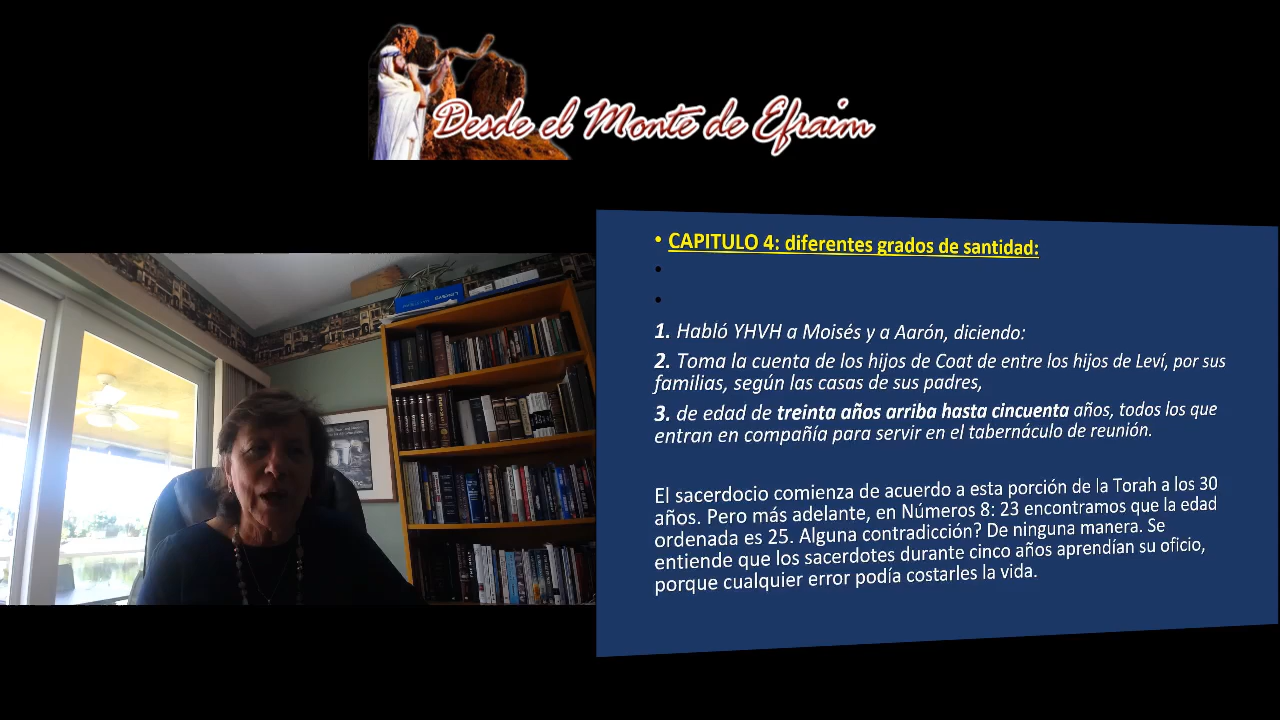 Desde el Monte de Efraim
• CAPITULO 4: diferentes grados de santidad:
•
•
1. Habló YHVH a Moisés y a Aarón, diciendo:
2. Toma la cuenta de los hijos de Coat de entre los hijos de Leví, por sus
familias, según las casas de sus padres,
3. de edad de treinta años arriba hasta cincuenta años, todos los que
entran en compañía para servir en el tabernáculo de reunión.
El sacerdocio comienza de acuerdo a esta porción de la Torah a los 30
años. Pero más adelante, en Números 8: 23 encontramos que la edad
ordenada es 25. Alguna contradicción? De ninguna manera. Se
entiende que los sacerdotes durante cinco años aprendían su oficio,
porque cualquier error podía costarles la vida.